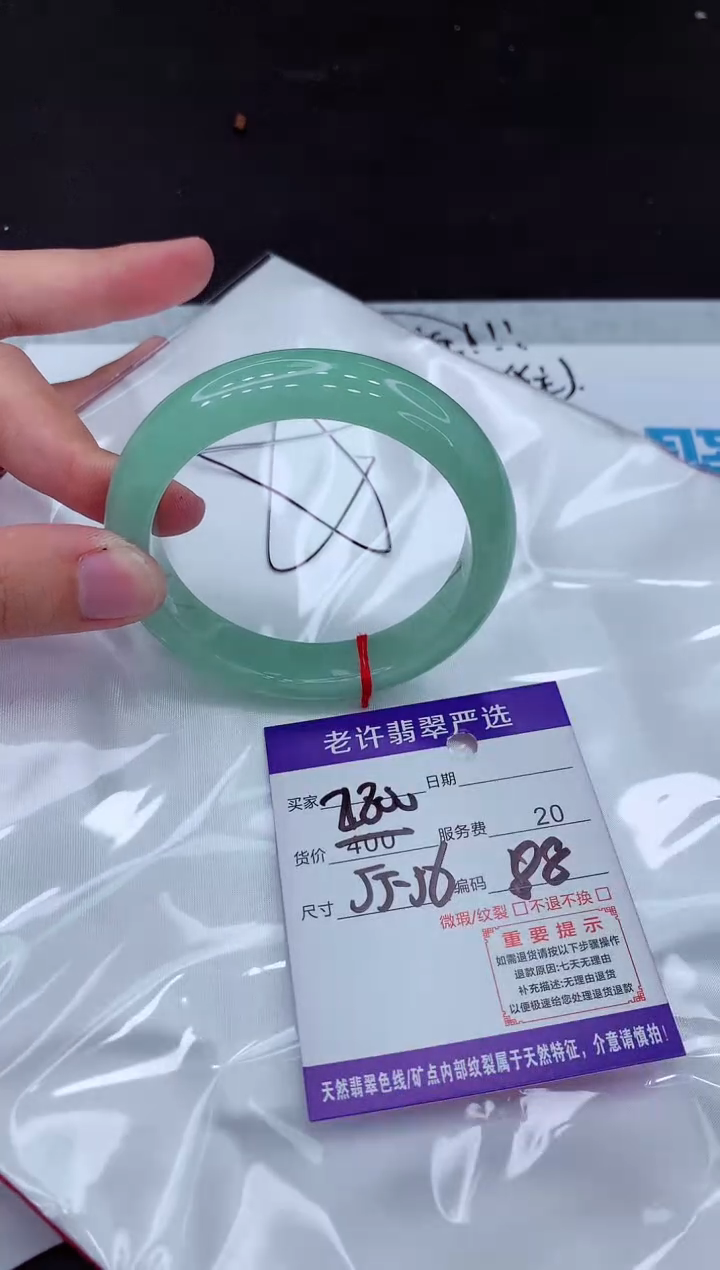 !!!
老许翡翠严选
买家 日期
货价 400 服务费 20
尺寸 编码 88
微瑕/纹裂 □不退不换 □
重要提示
如需退货请按以下步骤操作
退款原因:七天无理由
补充描述:无理由退货
以便极速给您处理退货退款
天然翡翠色线/矿点内部纹裂属于天然特征，介意请慎拍!